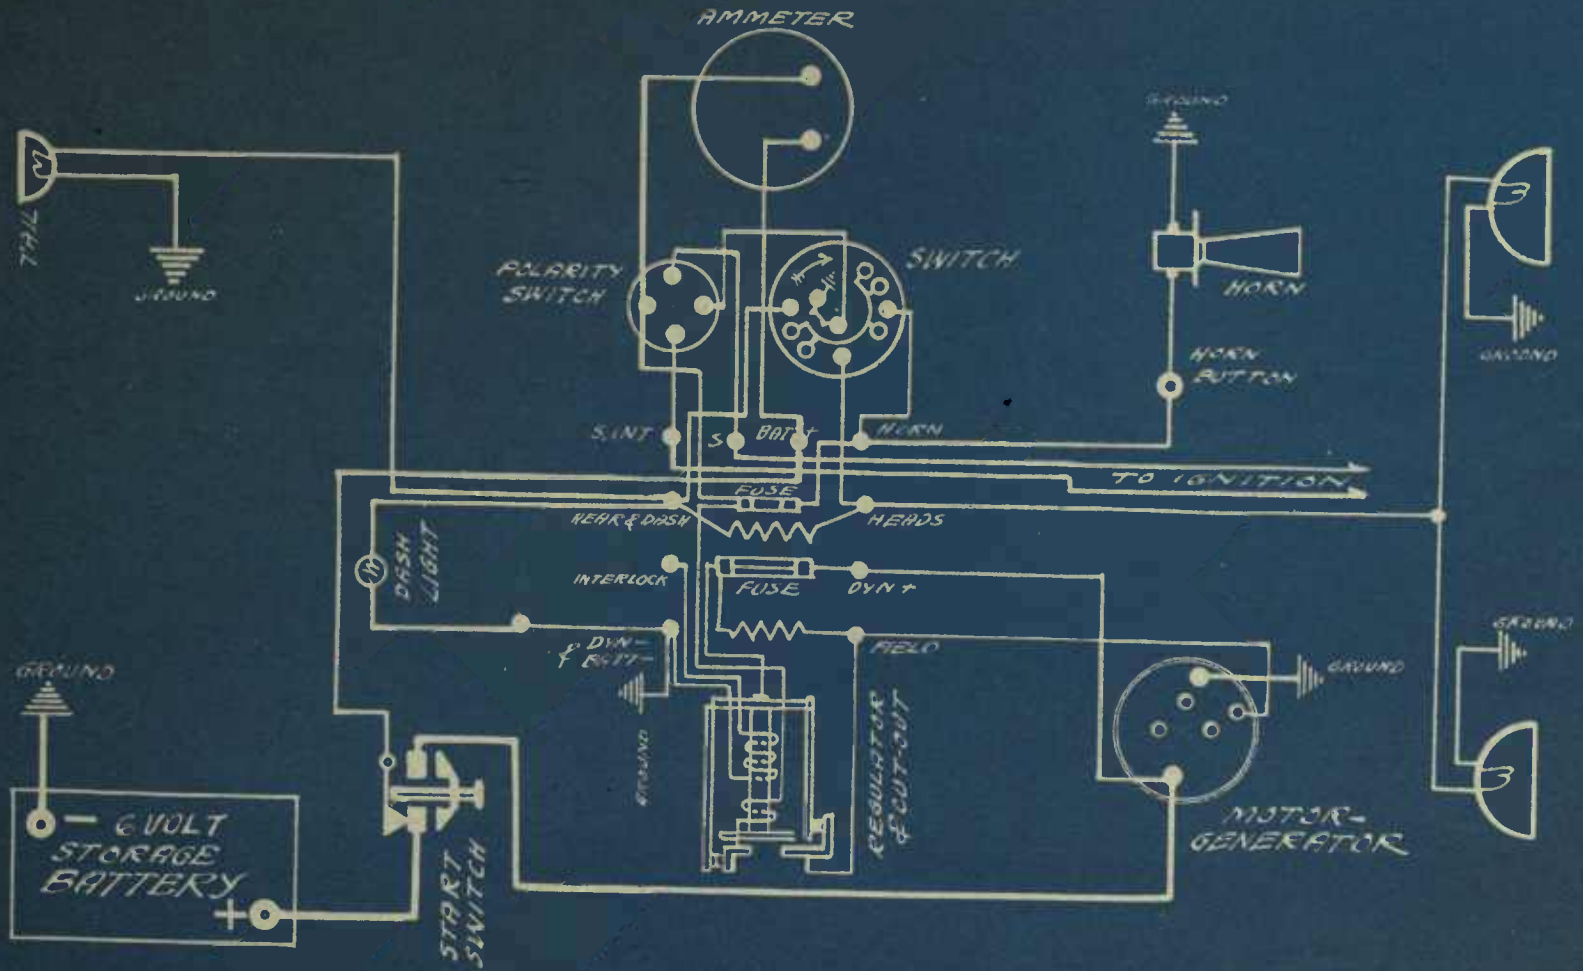 AMMETER
GROUND
TAIL
GROUND
POLARITY
SWITCH
SWITCH
HORN
GROUND
HORN
BUTTON
S. INT
S
BATT+
HORN
TO IGNITION
FUSE
REAR & DASH
HEADS
DASH
LIGHT
INTERLOCK
FUSE
DYN +
DYN-
& BATT-
FIELD
GROUND
GROUND
GROUND
GROUND
REGULATOR
& CUT-OUT
MOTOR-
GENERATOR
- 6 VOLT
STORAGE
BATTERY
+
START
SWITCH